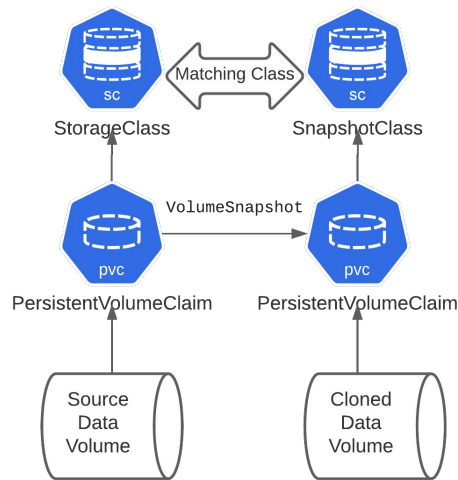 sc
Matching Class
sc
StorageClass
SnapshotClass
VolumeSnapshot
pvc
pvc
PersistentVolumeClaim
PersistentVolumeClaim
Source
Data
Volume
Cloned
Data
Volume